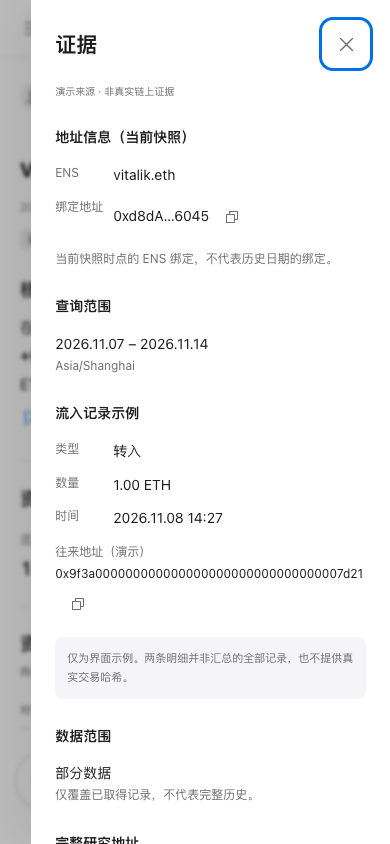 证据
演示来源 · 非真实链上证据
地址信息（当前快照）
ENS vitalik.eth
绑定地址 0xd8dA...6045
当前快照时点的 ENS 绑定，不代表历史日期的绑定。
查询范围
2026.11.07 – 2026.11.14
Asia/Shanghai
流入记录示例
类型 转入
数量 1.00 ETH
时间 2026.11.08 14:27
往来地址（演示）
0x9f3a000000000000000000000000000000007d21
仅为界面示例。两条明细并非汇总的全部记录，也不提供真
实交易哈希。
数据范围
部分数据
仅覆盖已取得记录，不代表完整历史。
完整研究地址